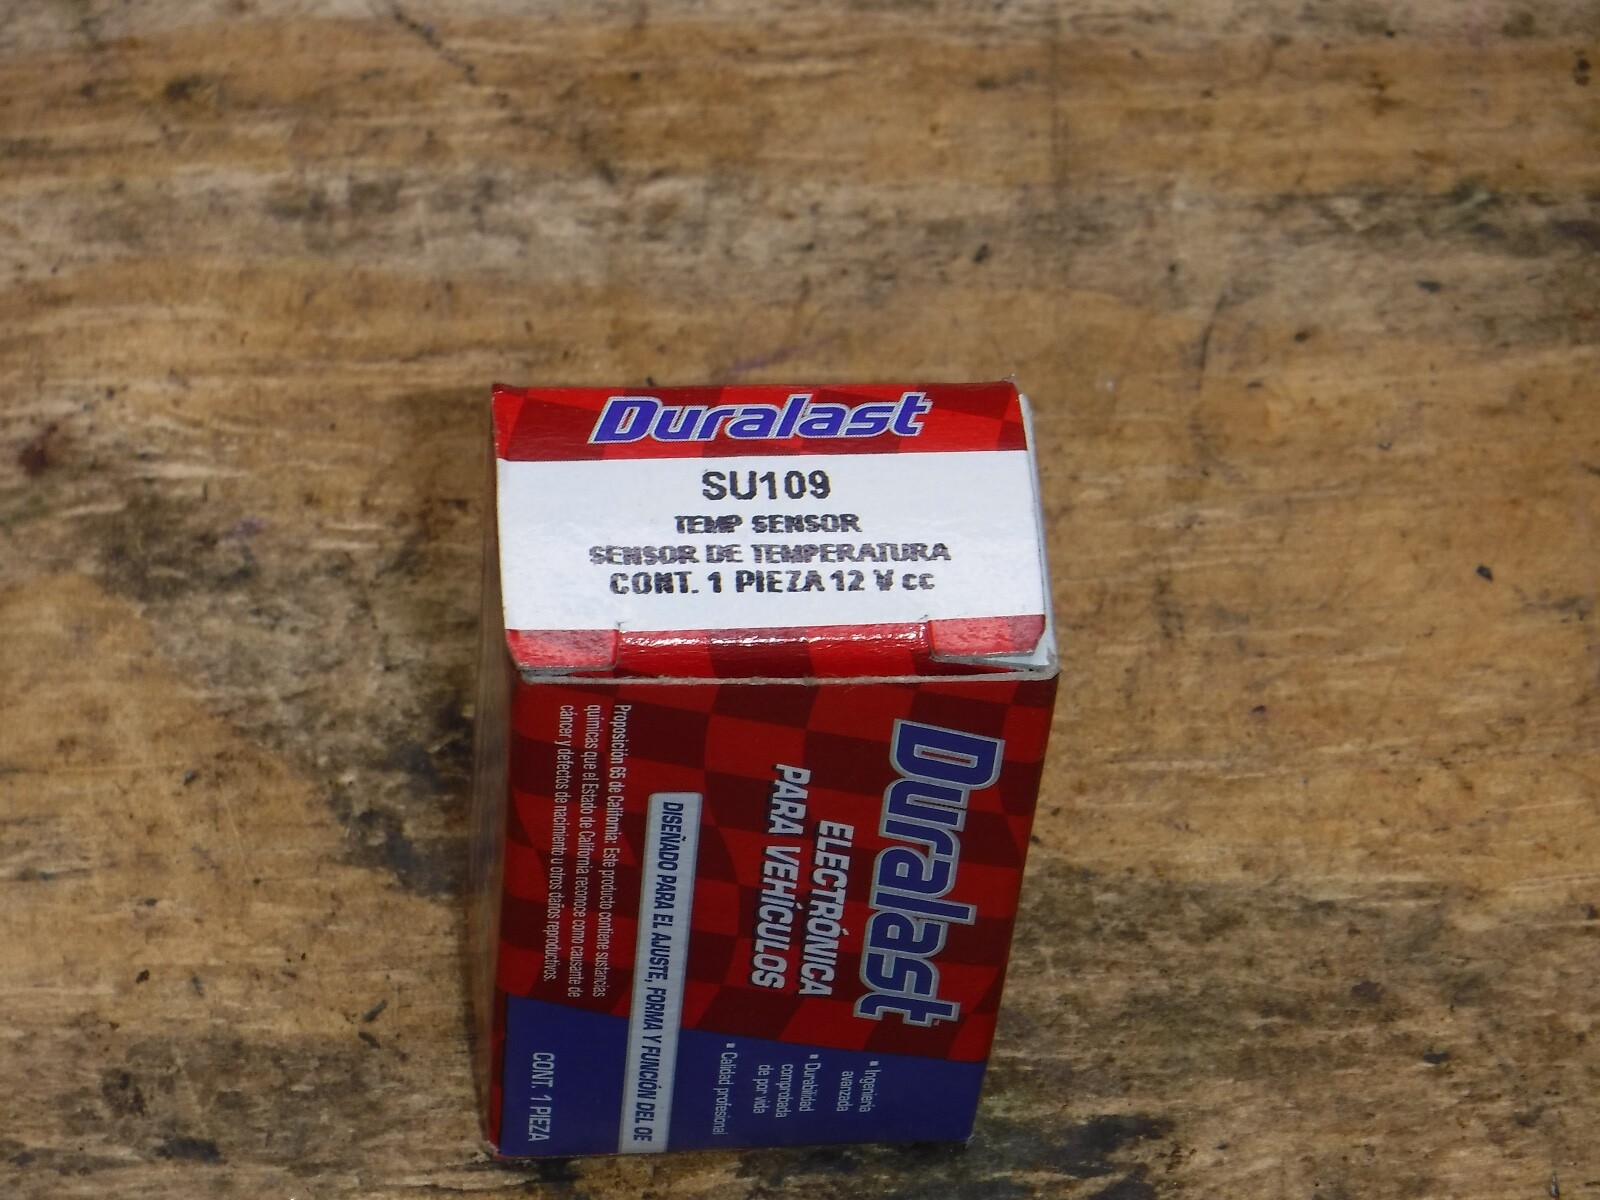 Duralast
SU109
TEMP SENSOR
SENSOR DE TEMPERATURA
CONT. 1 PIEZA 12 V cc
Duralast
ELECTRÓNICA
PARA VEHÍCULOS
▪ Ingeniería
avanzada
▪ Durabilidad
comprobada
de por vida
▪ Calidad profesional
DISEÑADO PARA EL AJUSTE, FORMA Y FUNCIÓN DEL OE
Proposición 65 de California: Este producto contiene sustancias
químicas que el Estado de California reconoce como causante de
cáncer y defectos de nacimiento u otros daños reproductivos.
CONT. 1 PIEZA